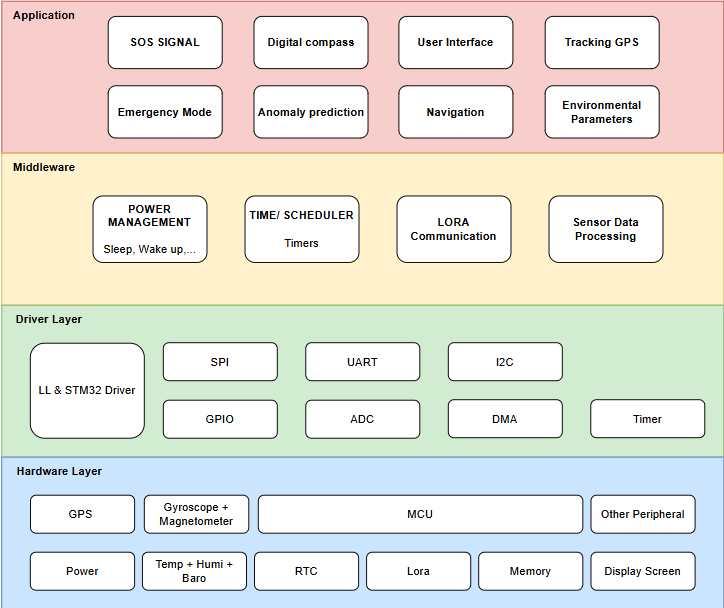 Application
SOS SIGNAL
Digital compass
User Interface
Tracking GPS
Emergency Mode
Anomaly prediction
Navigation
Environmental
Parameters
Middleware
POWER
MANAGEMENT
Sleep, Wake up,...
TIME/ SCHEDULER
Timers
LORA
Communication
Sensor Data
Processing
Driver Layer
LL & STM32 Driver
SPI
UART
I2C
GPIO
ADC
DMA
Timer
Hardware Layer
GPS
Gyroscope +
Magnetometer
MCU
Other Peripheral
Power
Temp + Humi +
Baro
RTC
Lora
Memory
Display Screen